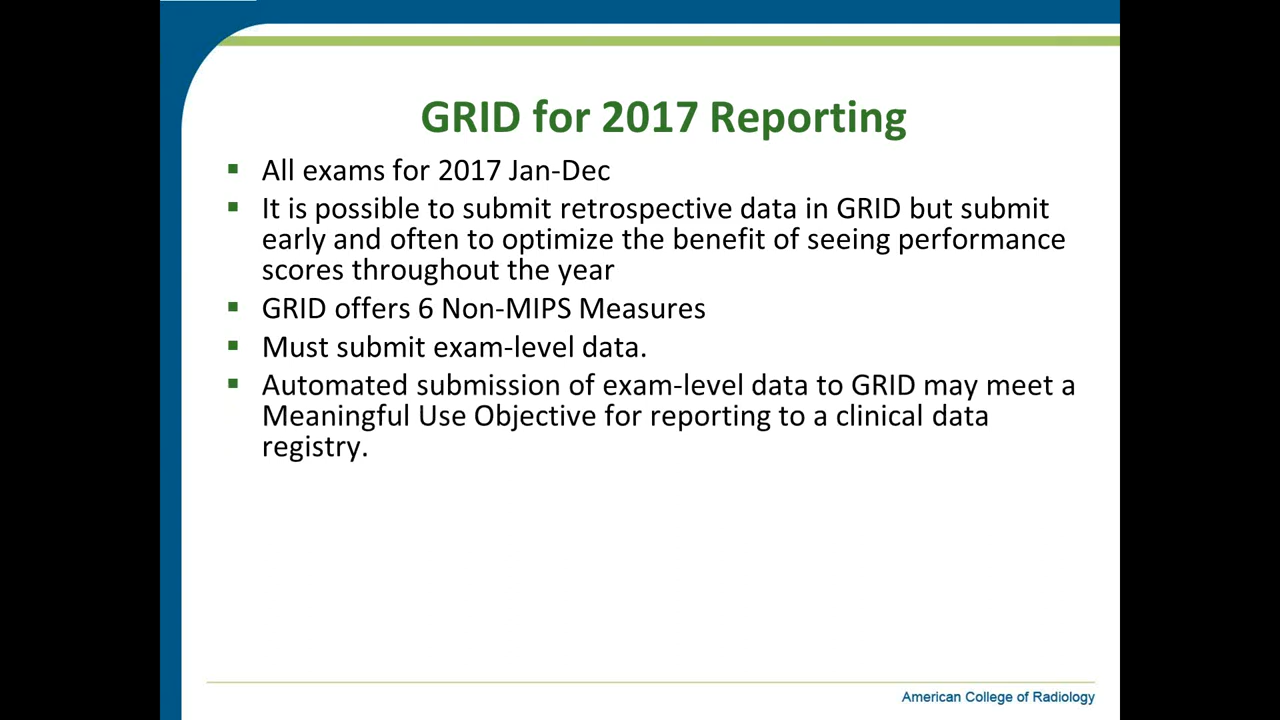 GRID for 2017 Reporting
All exams for 2017 Jan-Dec
It is possible to submit retrospective data in GRID but submit
early and often to optimize the benefit of seeing performance
scores throughout the year
GRID offers 6 Non-MIPS Measures
Must submit exam-level data.
Automated submission of exam-level data to GRID may meet a
Meaningful Use Objective for reporting to a clinical data
registry.
American College of Radiology